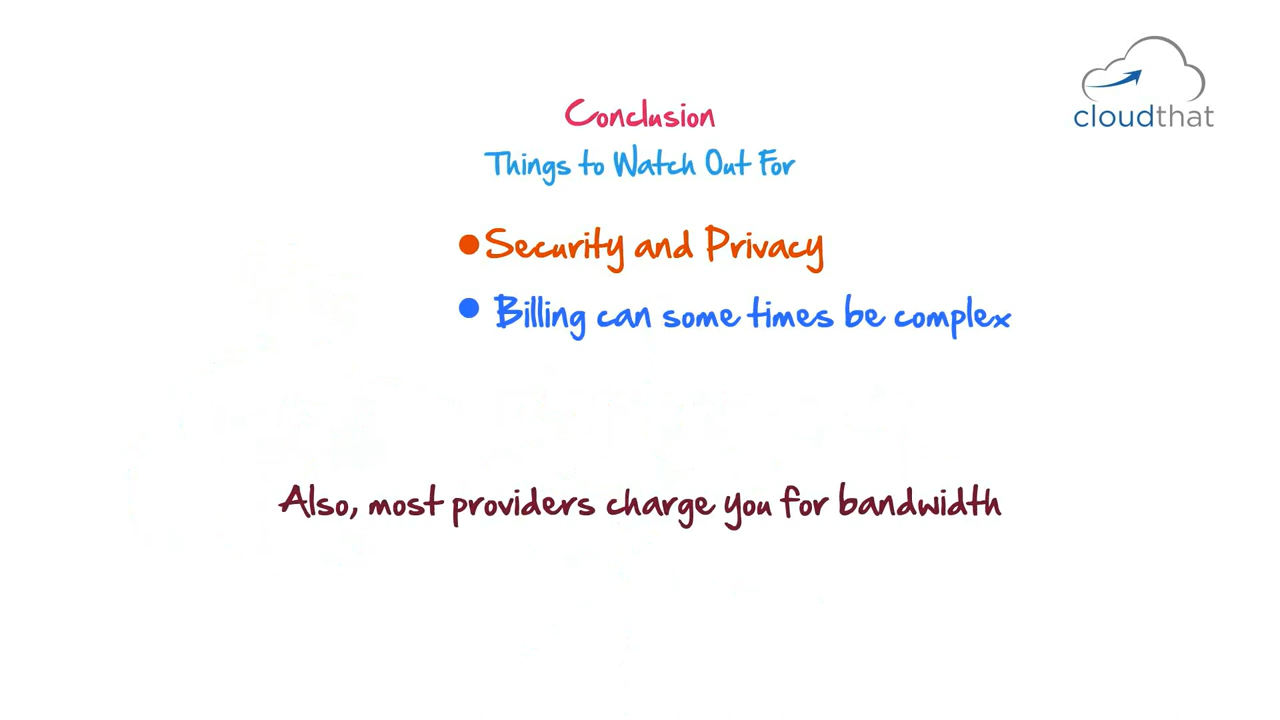 cloudthat
Conclusion
Things to Watch Out For
● Security and Privacy
● Billing can some times be complex
Also, most providers charge you for bandwidth